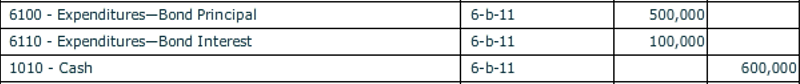 6100 - Expenditures—Bond Principal 6-b-11 500,000
6110 - Expenditures—Bond Interest 6-b-11 100,000
1010 - Cash 6-b-11 600,000